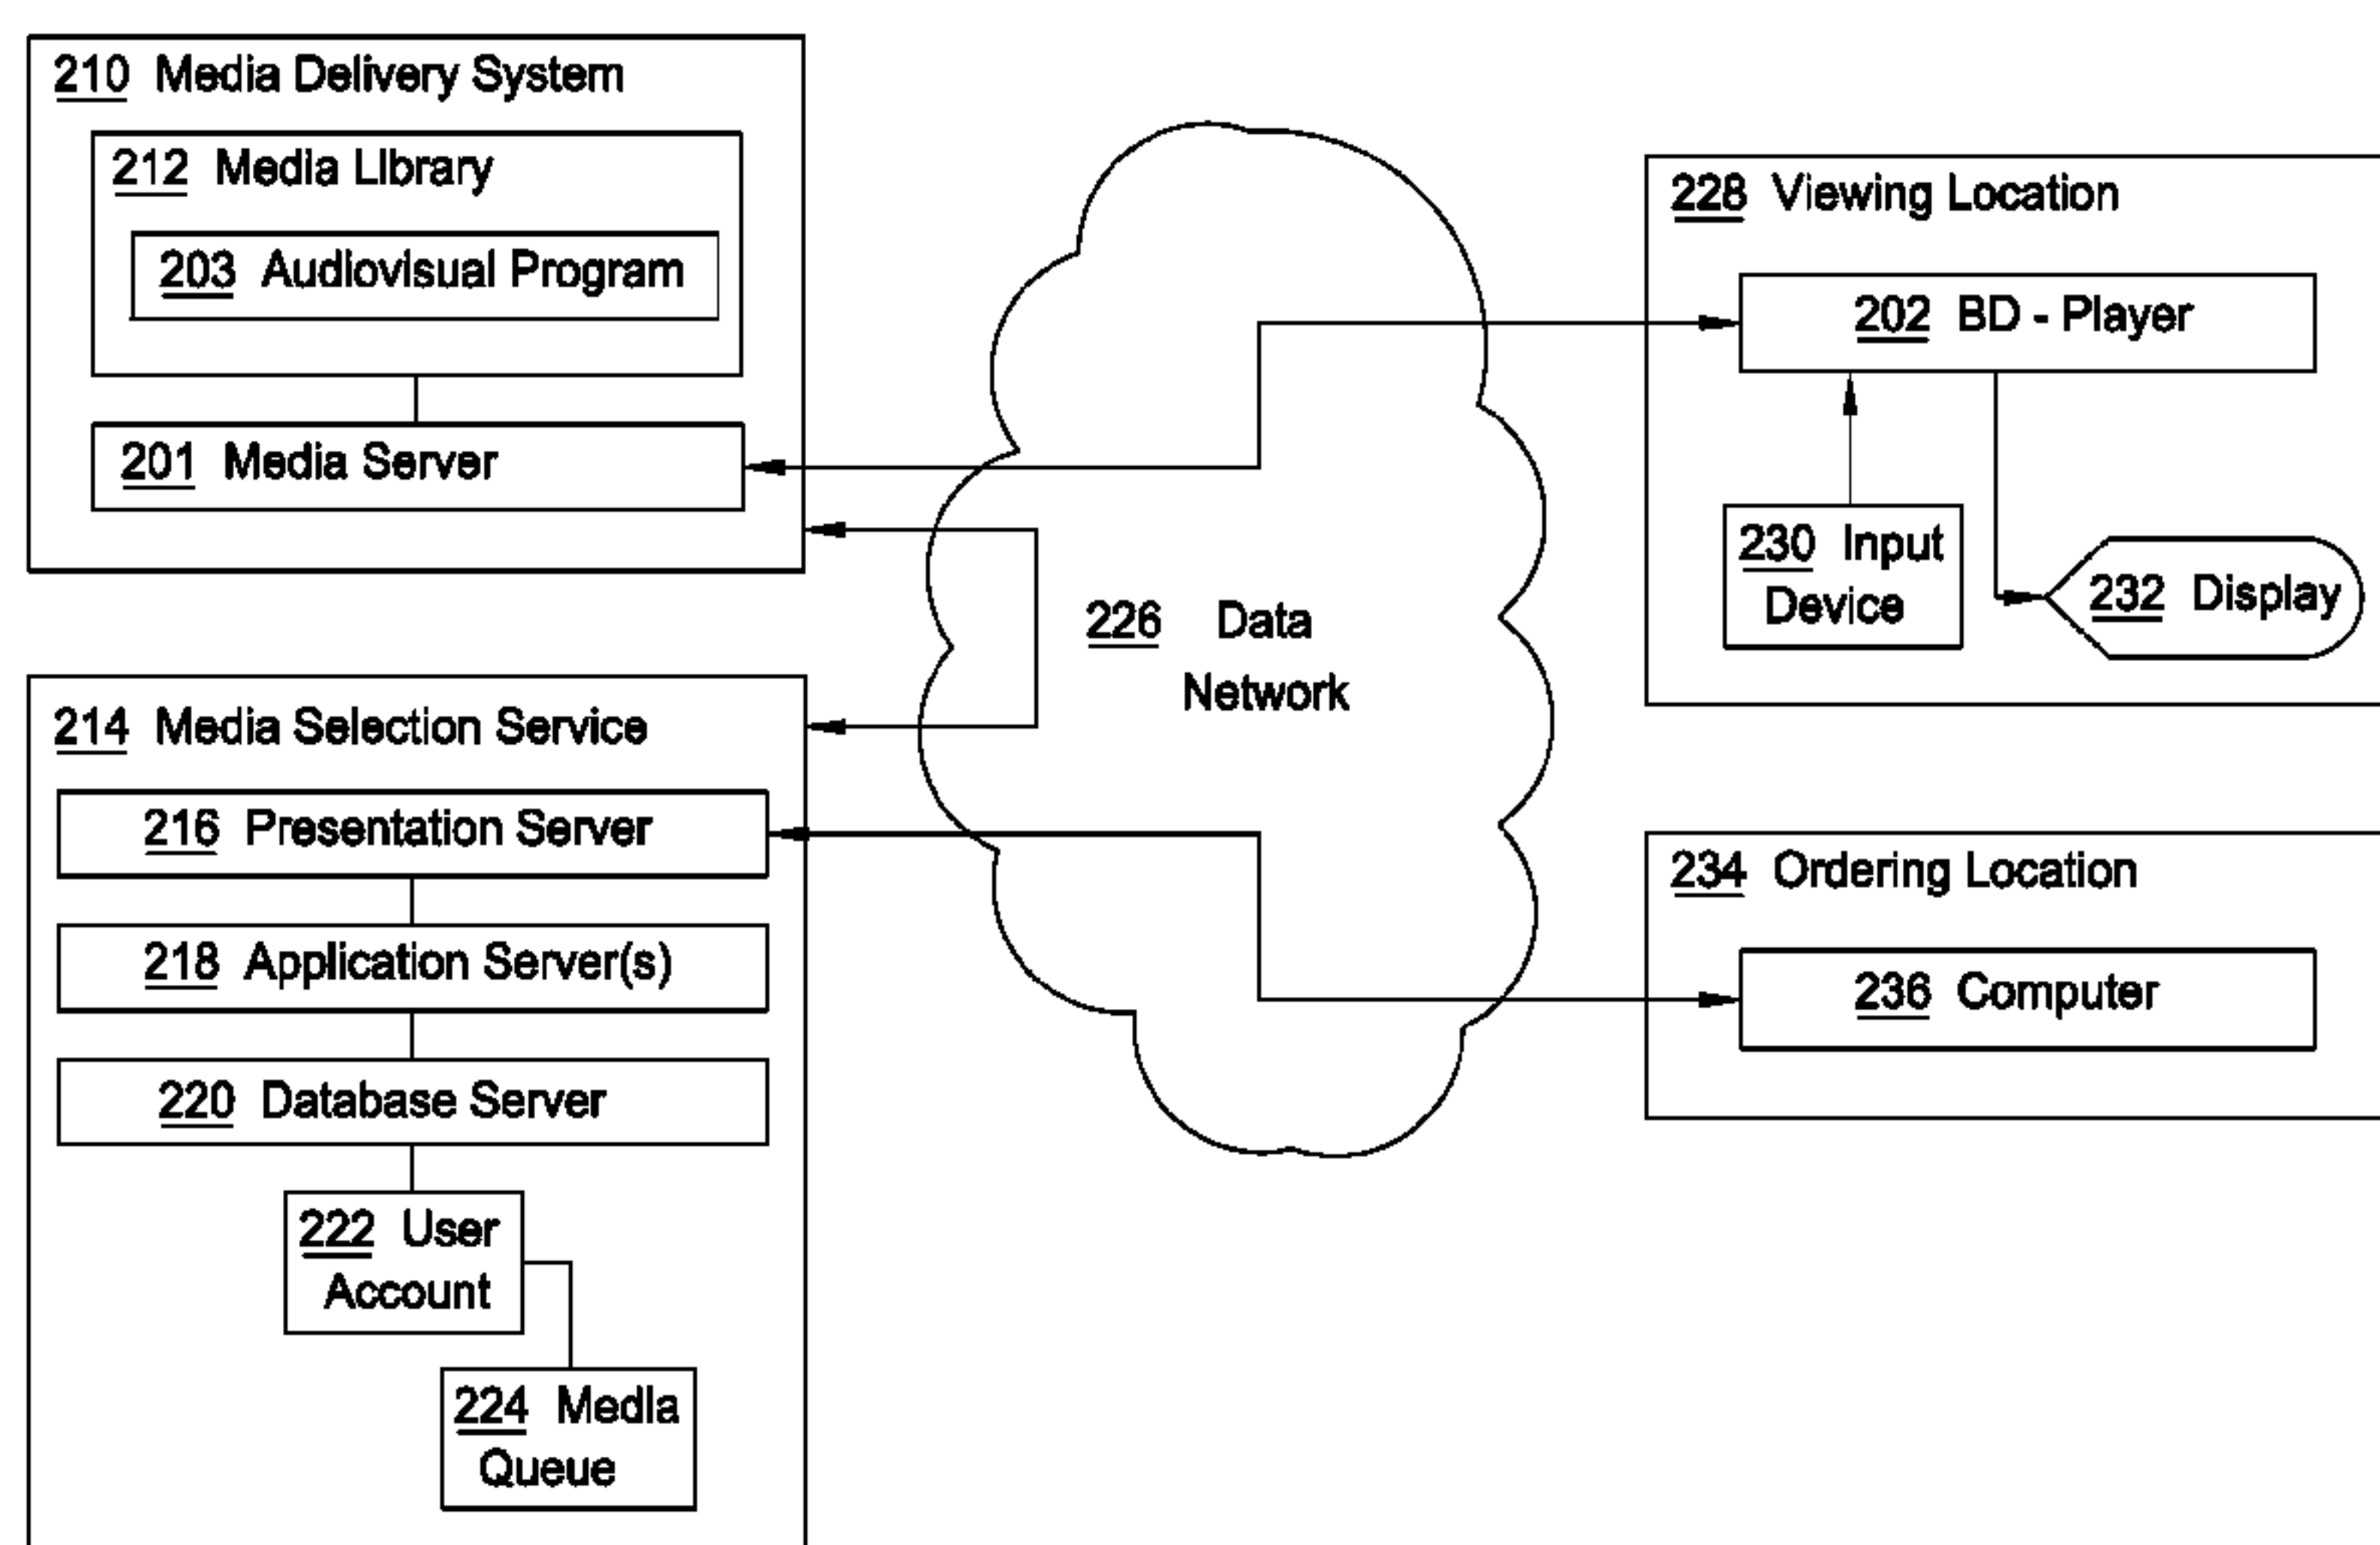 210 Media Delivery System
212 Media Library
203 Audiovisual Program
201 Media Server
214 Media Selection Service
216 Presentation Server
218 Application Server(s)
220 Database Server
222 User
Account
224 Media
Queue
226 Data
Network
228 Viewing Location
202 BD - Player
230 Input
Device
232 Display
234 Ordering Location
236 Computer